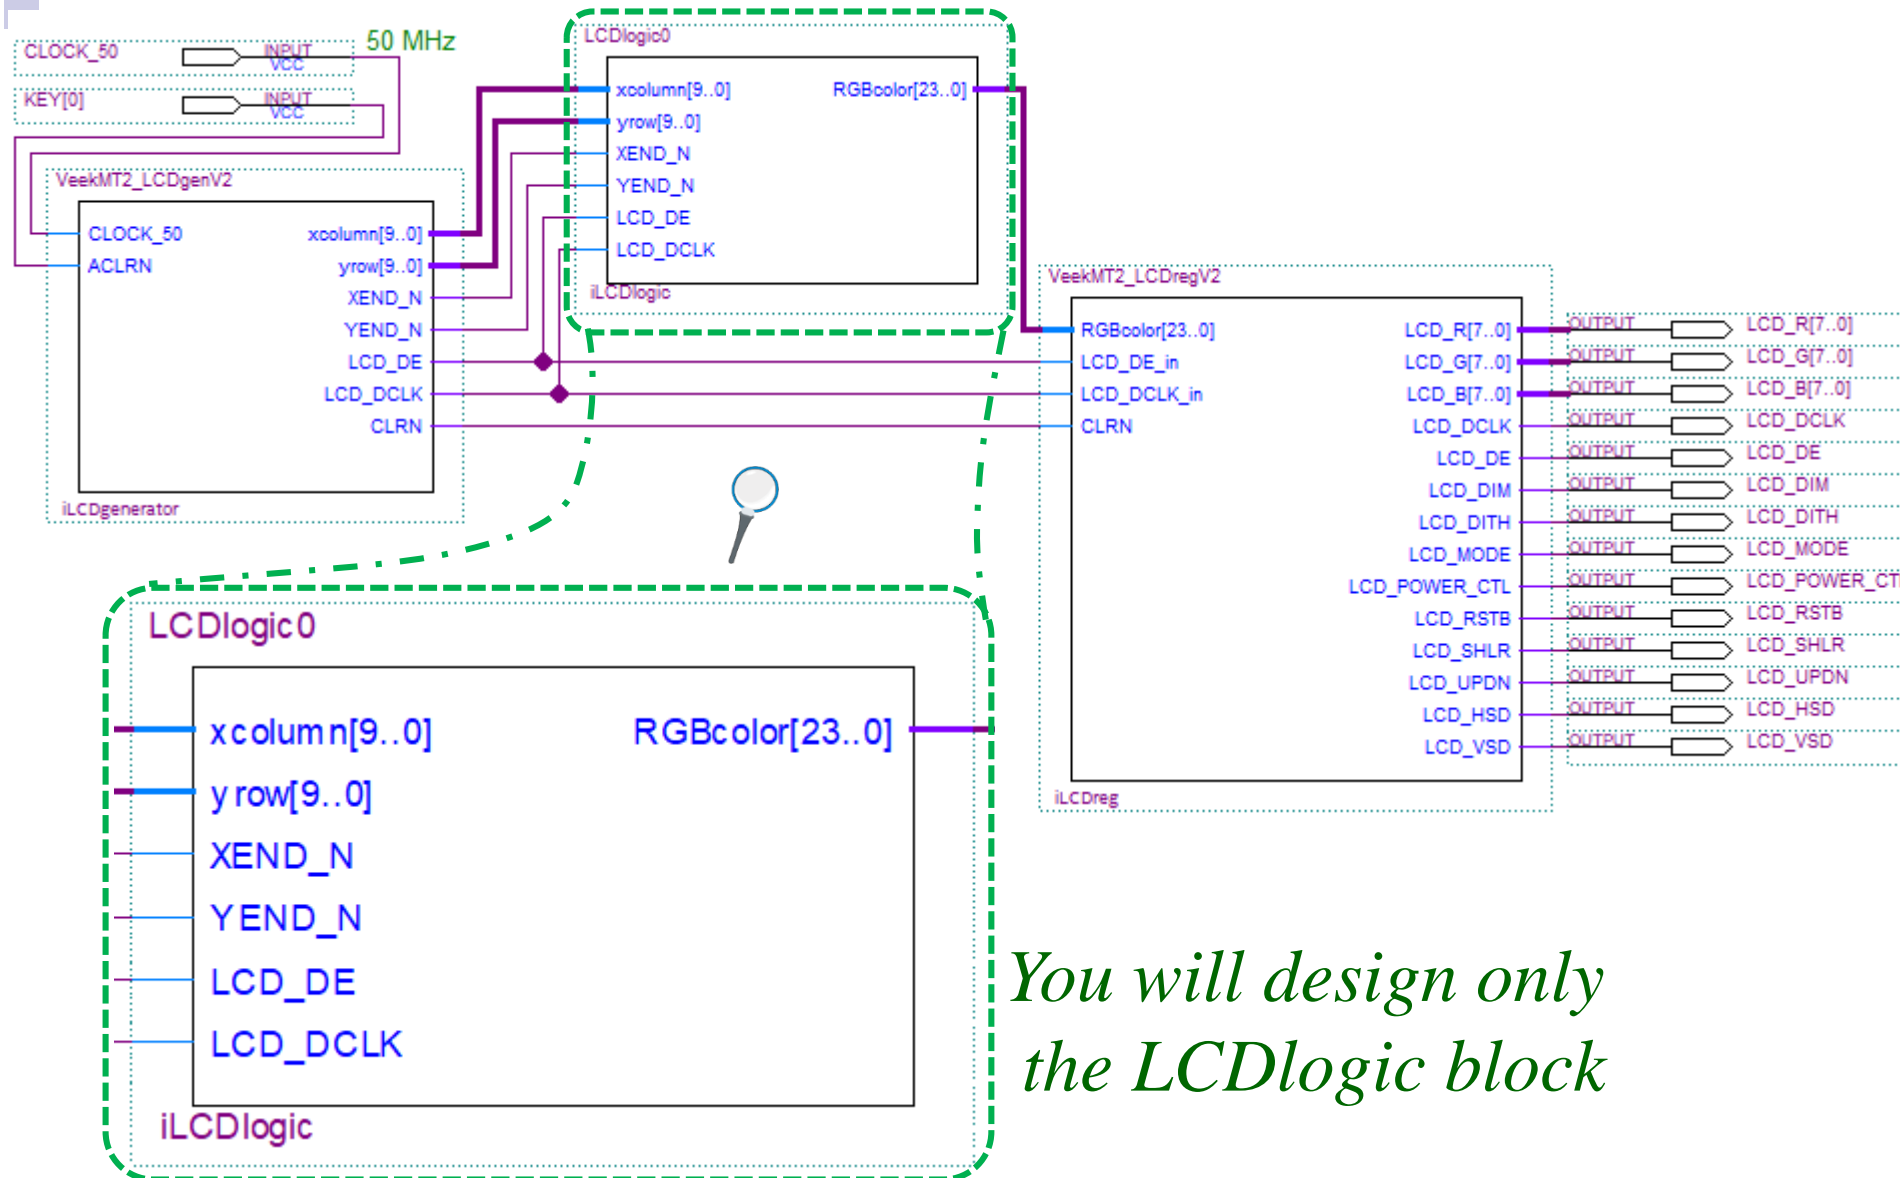 CLOCK_50 INPUT VCC 50 MHz
KEY[0] INPUT VCC
LCDlogic0
xcolumn[9..0] RGBcolor[23..0]
yrow[9..0]
XEND_N
YEND_N
LCD_DE
LCD_DCLK
iLCDlogic
VeekMT2_LCDgenV2
CLOCK_50 xcolumn[9..0]
ACLRN yrow[9..0]
XEND_N
YEND_N
LCD_DE
LCD_DCLK
CLRN
iLCDgenerator
VeekMT2_LCDregV2
RGBcolor[23..0] LCD_R[7..0] OUTPUT LCD_R[7..0]
LCD_DE_in LCD_G[7..0] OUTPUT LCD_G[7..0]
LCD_DCLK_in LCD_B[7..0] OUTPUT LCD_B[7..0]
CLRN LCD_DCLK OUTPUT LCD_DCLK
LCD_DE OUTPUT LCD_DE
LCD_DIM OUTPUT LCD_DIM
LCD_DITH OUTPUT LCD_DITH
LCD_MODE OUTPUT LCD_MODE
LCD_POWER_CTL OUTPUT LCD_POWER_CT
LCD_RSTB OUTPUT LCD_RSTB
LCD_SHLR OUTPUT LCD_SHLR
LCD_UPDN OUTPUT LCD_UPDN
LCD_HSD OUTPUT LCD_HSD
LCD_VSD OUTPUT LCD_VSD
iLCDreg
LCDlogic0
xcolumn[9..0] RGBcolor[23..0]
yrow[9..0]
XEND_N
YEND_N
LCD_DE
LCD_DCLK
iLCDlogic
You will design only
the LCDlogic block